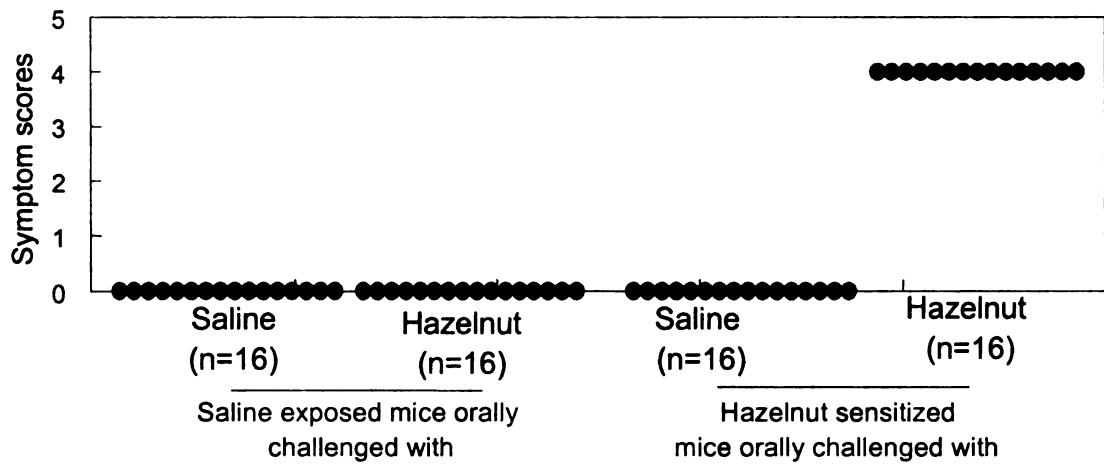 5
4
3
2
1
0
Symptom scores
Saline
(n=16)
Hazelnut
(n=16)
Saline
(n=16)
Hazelnut
(n=16)
Saline exposed mice orally
challenged with
Hazelnut sensitized
mice orally challenged with